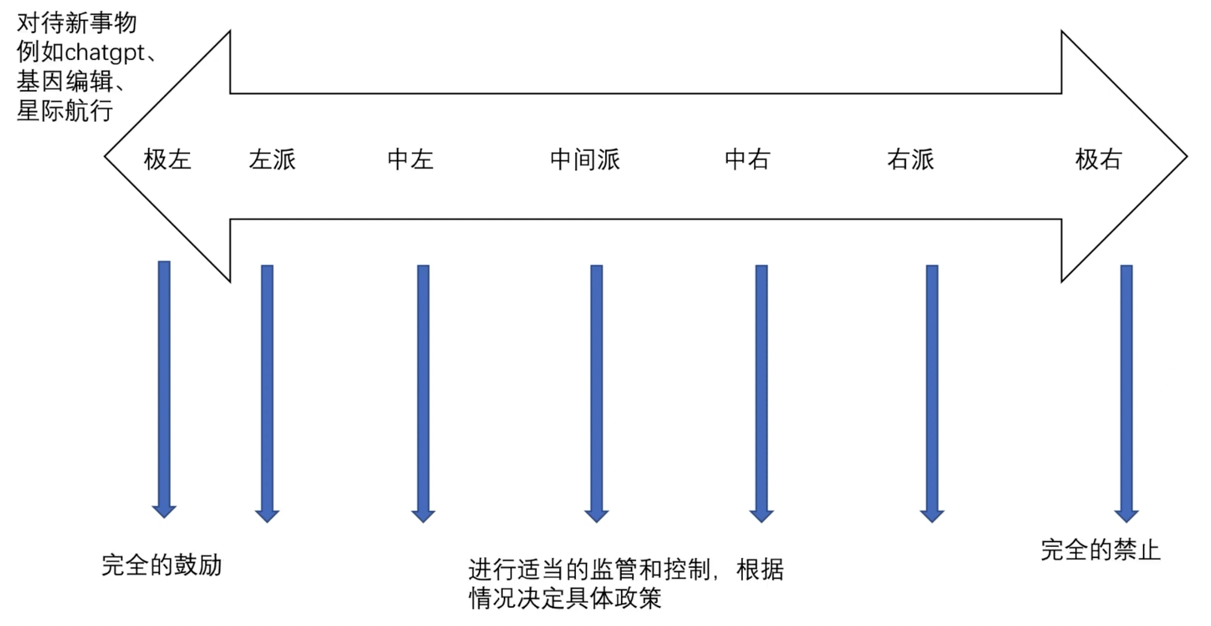 对待新事物
例如chatgpt、
基因编辑、
星际航行
极左 左派 中左 中间派 中右 右派 极右
完全的鼓励
进行适当的监管和控制，根据
情况决定具体政策
完全的禁止